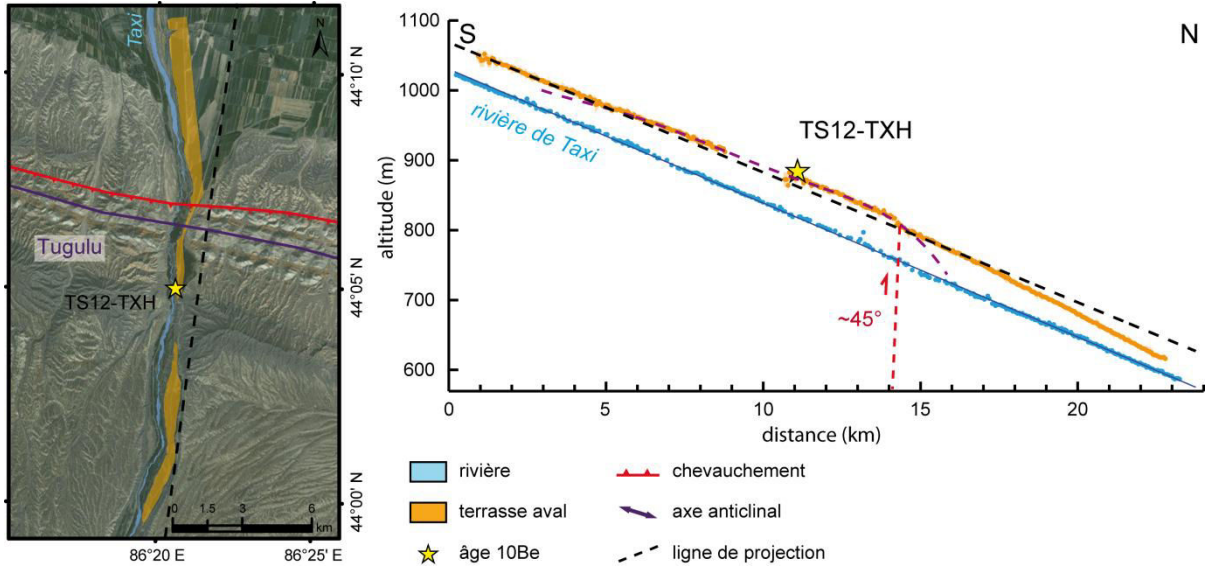 Taxi
N
44°10' N
Tugulu
TS12-TXH
44°05' N
44°00' N
0 1.5 3 6
km
86°20 E
86°25' E
S
N
1100
1000
900
800
700
600
altitude (m)
rivière de Taxi
TS12-TXH
~45°
0 5 10 15 20
distance (km)
rivière
chevauchement
terrasse aval
axe anticlinal
âge 10Be
ligne de projection